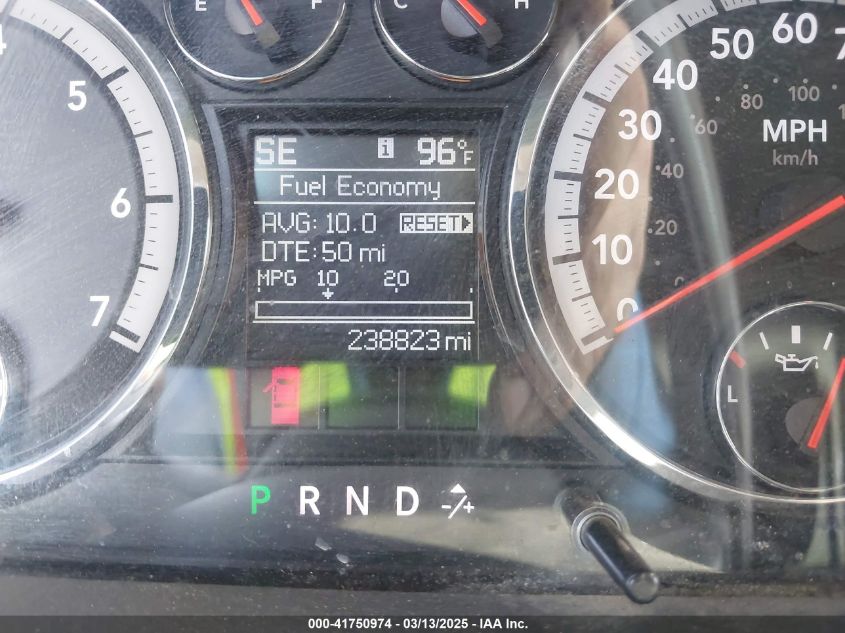 E F
C H
4
5
6
7
SE i 96°F
Fuel Economy
AVG: 10.0 RESET
DTE: 50 mi
MPG 10 20
238823 mi
P R N D -/+
0 10 20 30 40 50 60
0 20 40 60 80 100
MPH
km/h
L
000-41750974 - 03/13/2025 - IAA Inc.